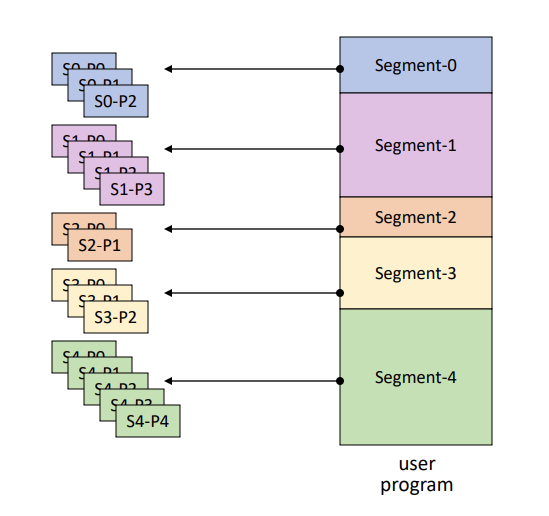 S0-P0
S0-P1
S0-P2
S1-P0
S1-P1
S1-P2
S1-P3
S2-P0
S2-P1
S3-P0
S3-P1
S3-P2
S4-P0
S4-P1
S4-P2
S4-P3
S4-P4
Segment-0
Segment-1
Segment-2
Segment-3
Segment-4
user
program